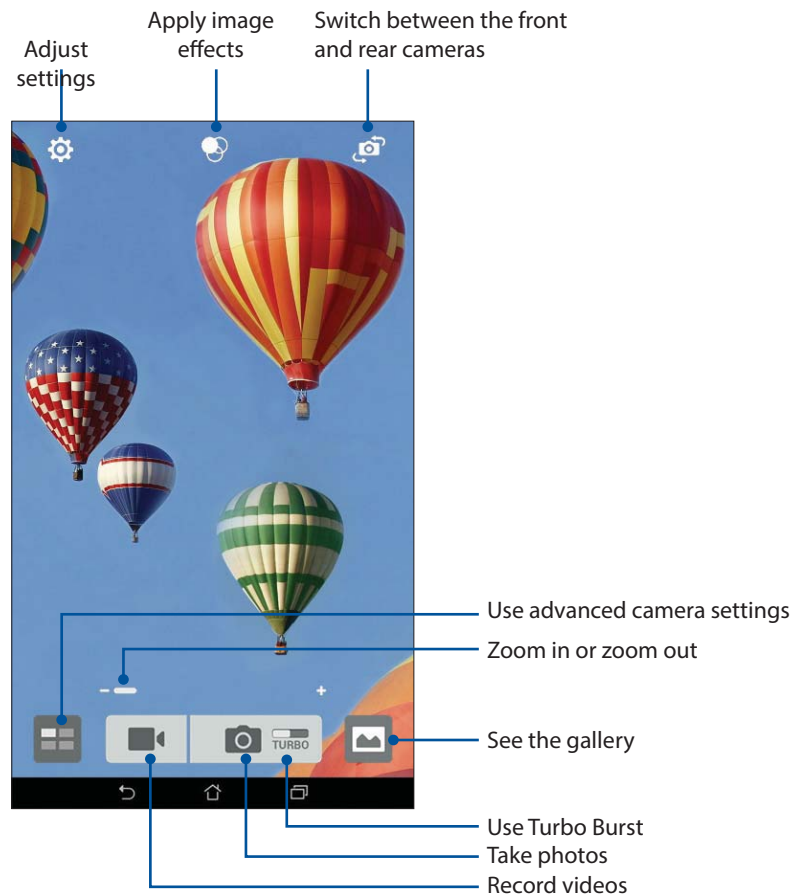 Apply image
effects
Switch between the front
and rear cameras
Adjust
settings
Use advanced camera settings
Zoom in or zoom out
TURBO
See the gallery
Use Turbo Burst
Take photos
Record videos